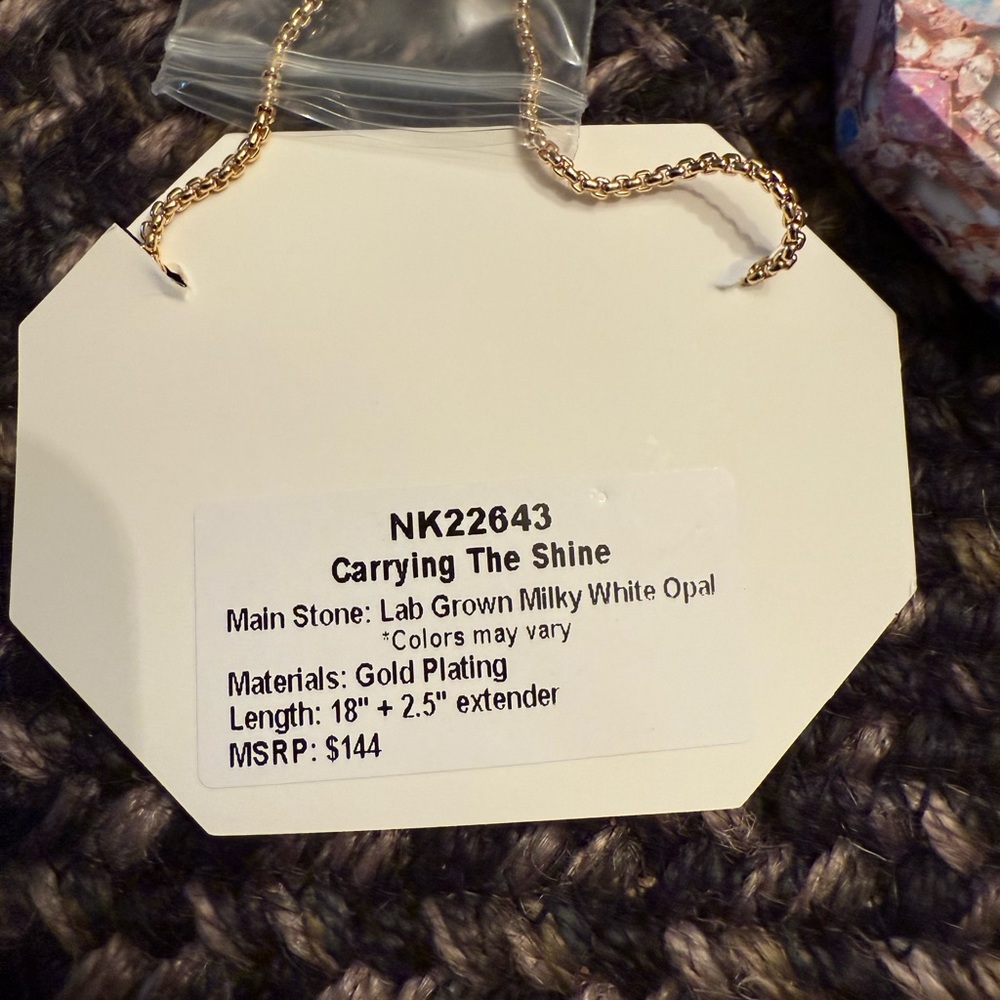 NK22643
Carrying The Shine
Main Stone: Lab Grown Milky White Opal
*Colors may vary
Materials: Gold Plating
Length: 18" + 2.5" extender
MSRP: $144